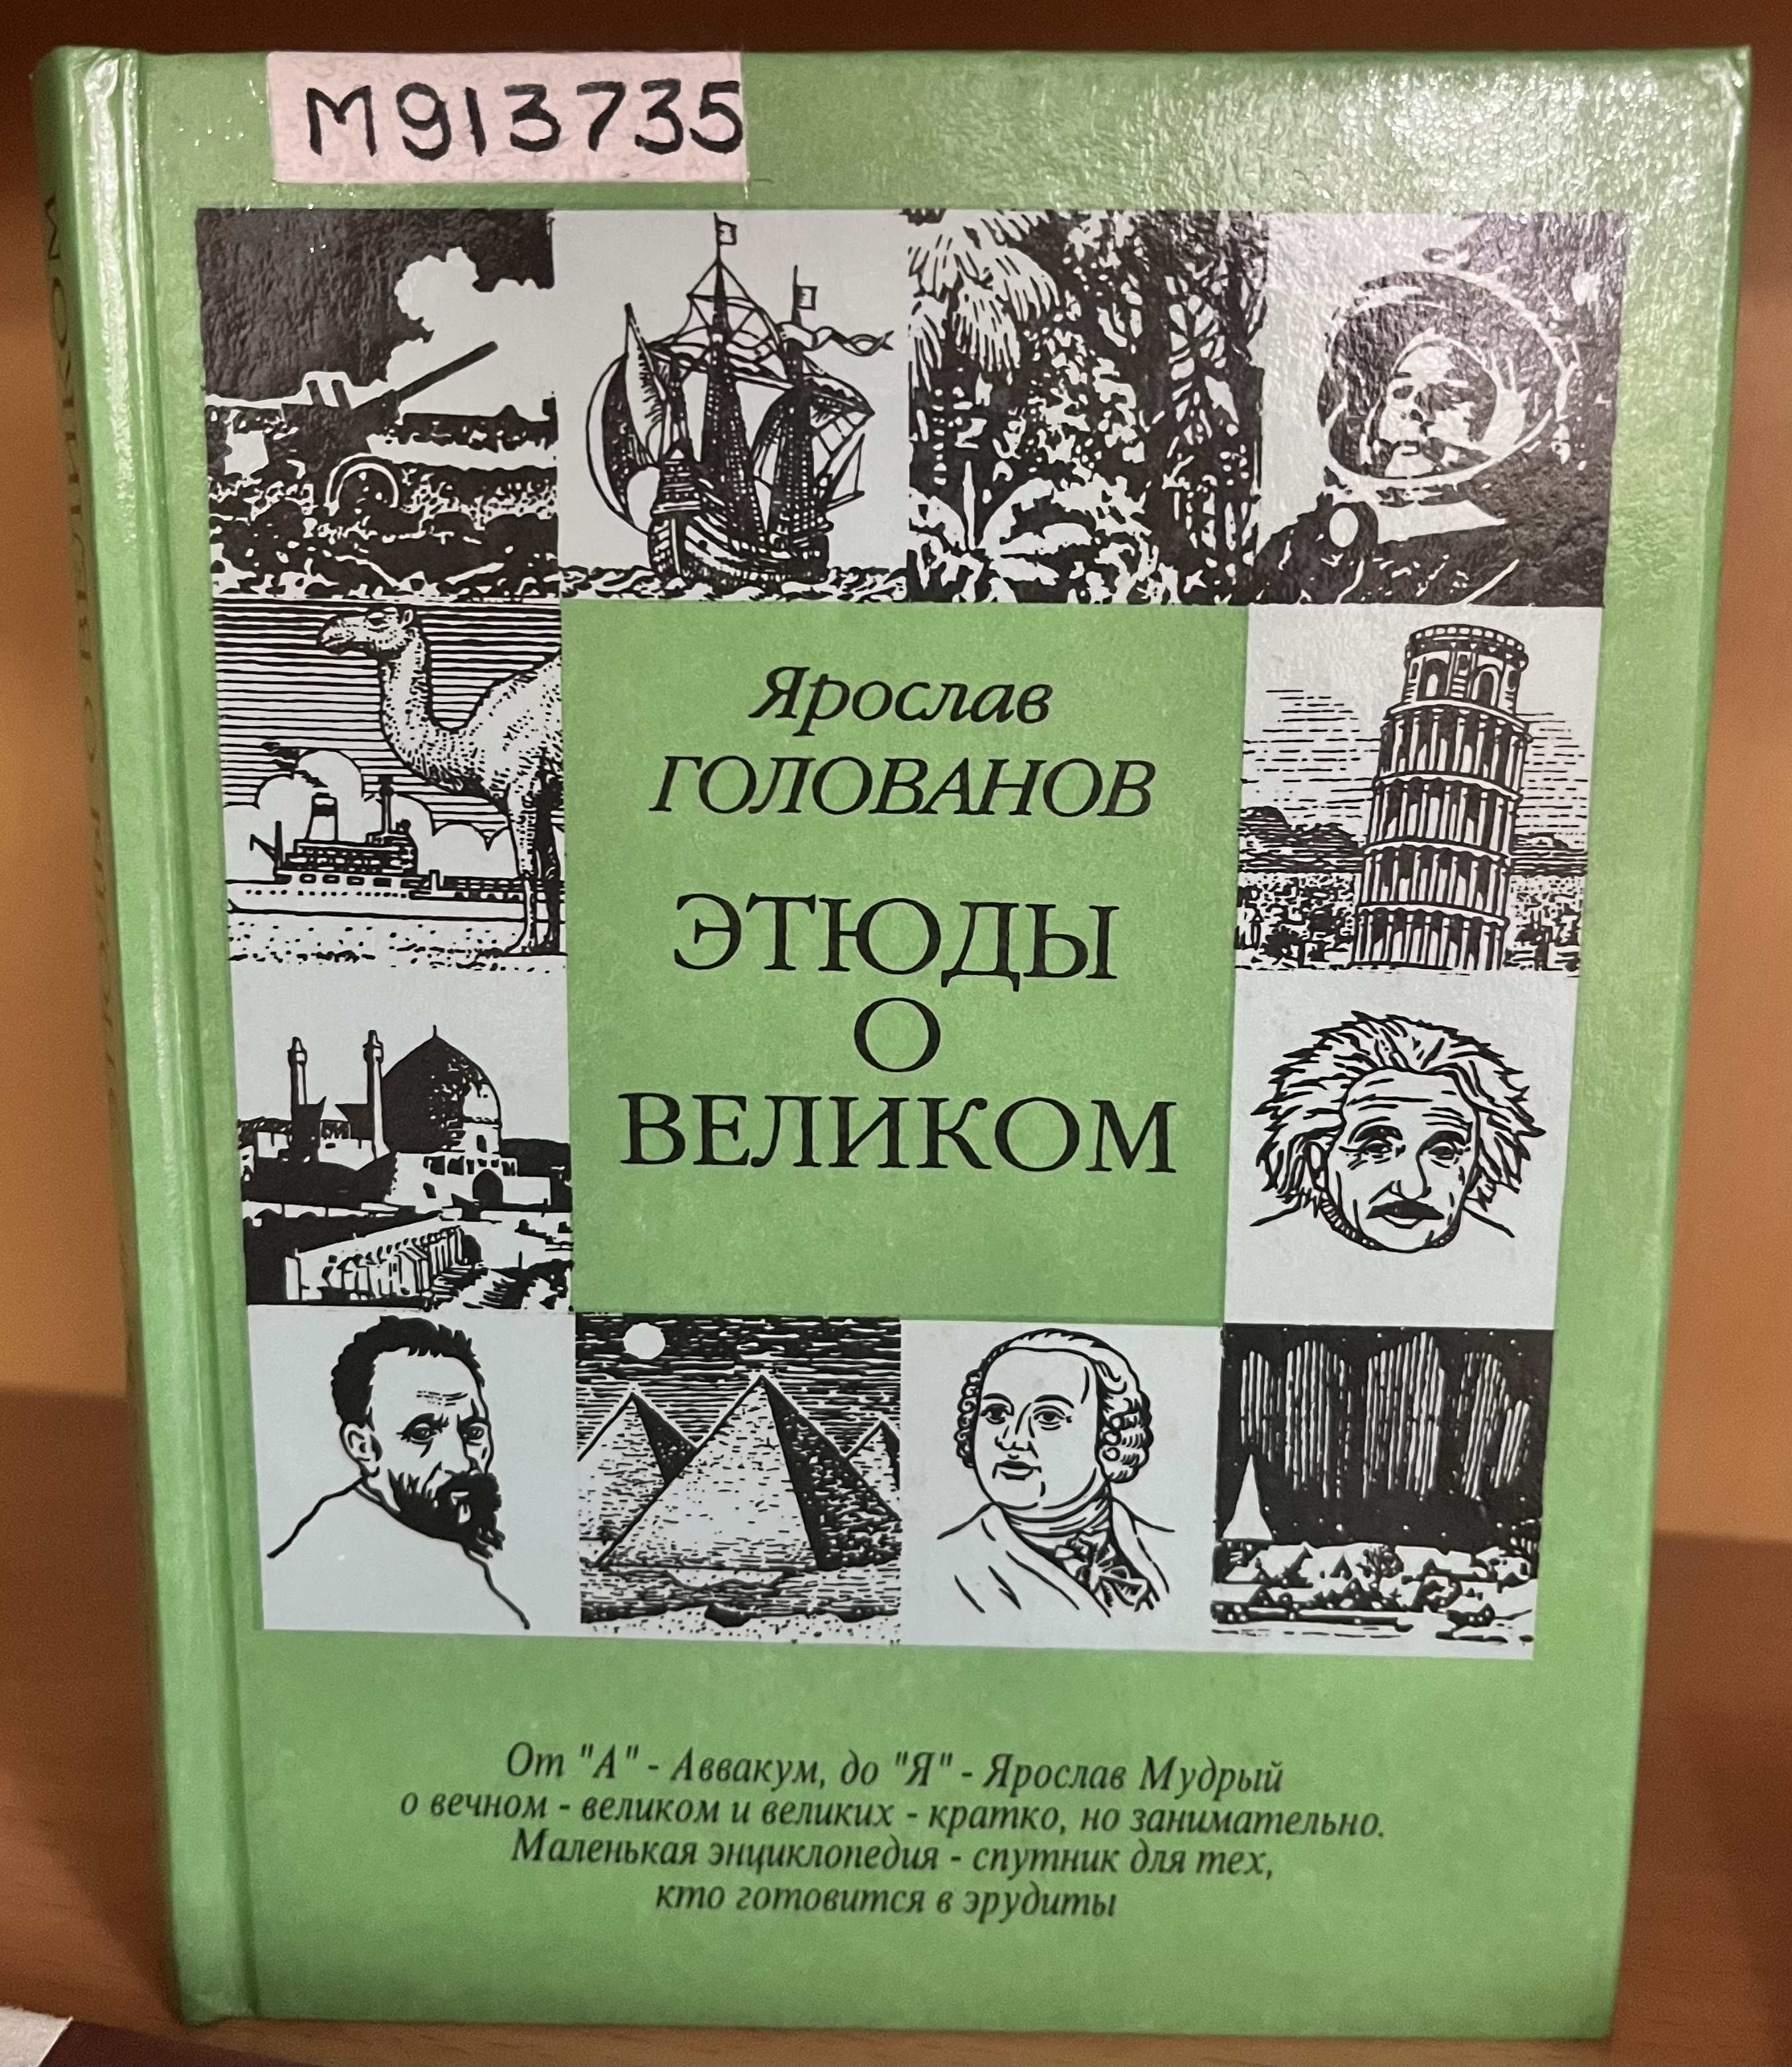 М913735
Ярослав
ГОЛОВАНОВ
ЭТЮДЫ
О
ВЕЛИКОМ
От "А" - Аввакум, до "Я" - Ярослав Мудрый
о вечном - великом и великих - кратко, но занимательно.
Маленькая энциклопедия - спутник для тех,
кто готовится в эрудиты